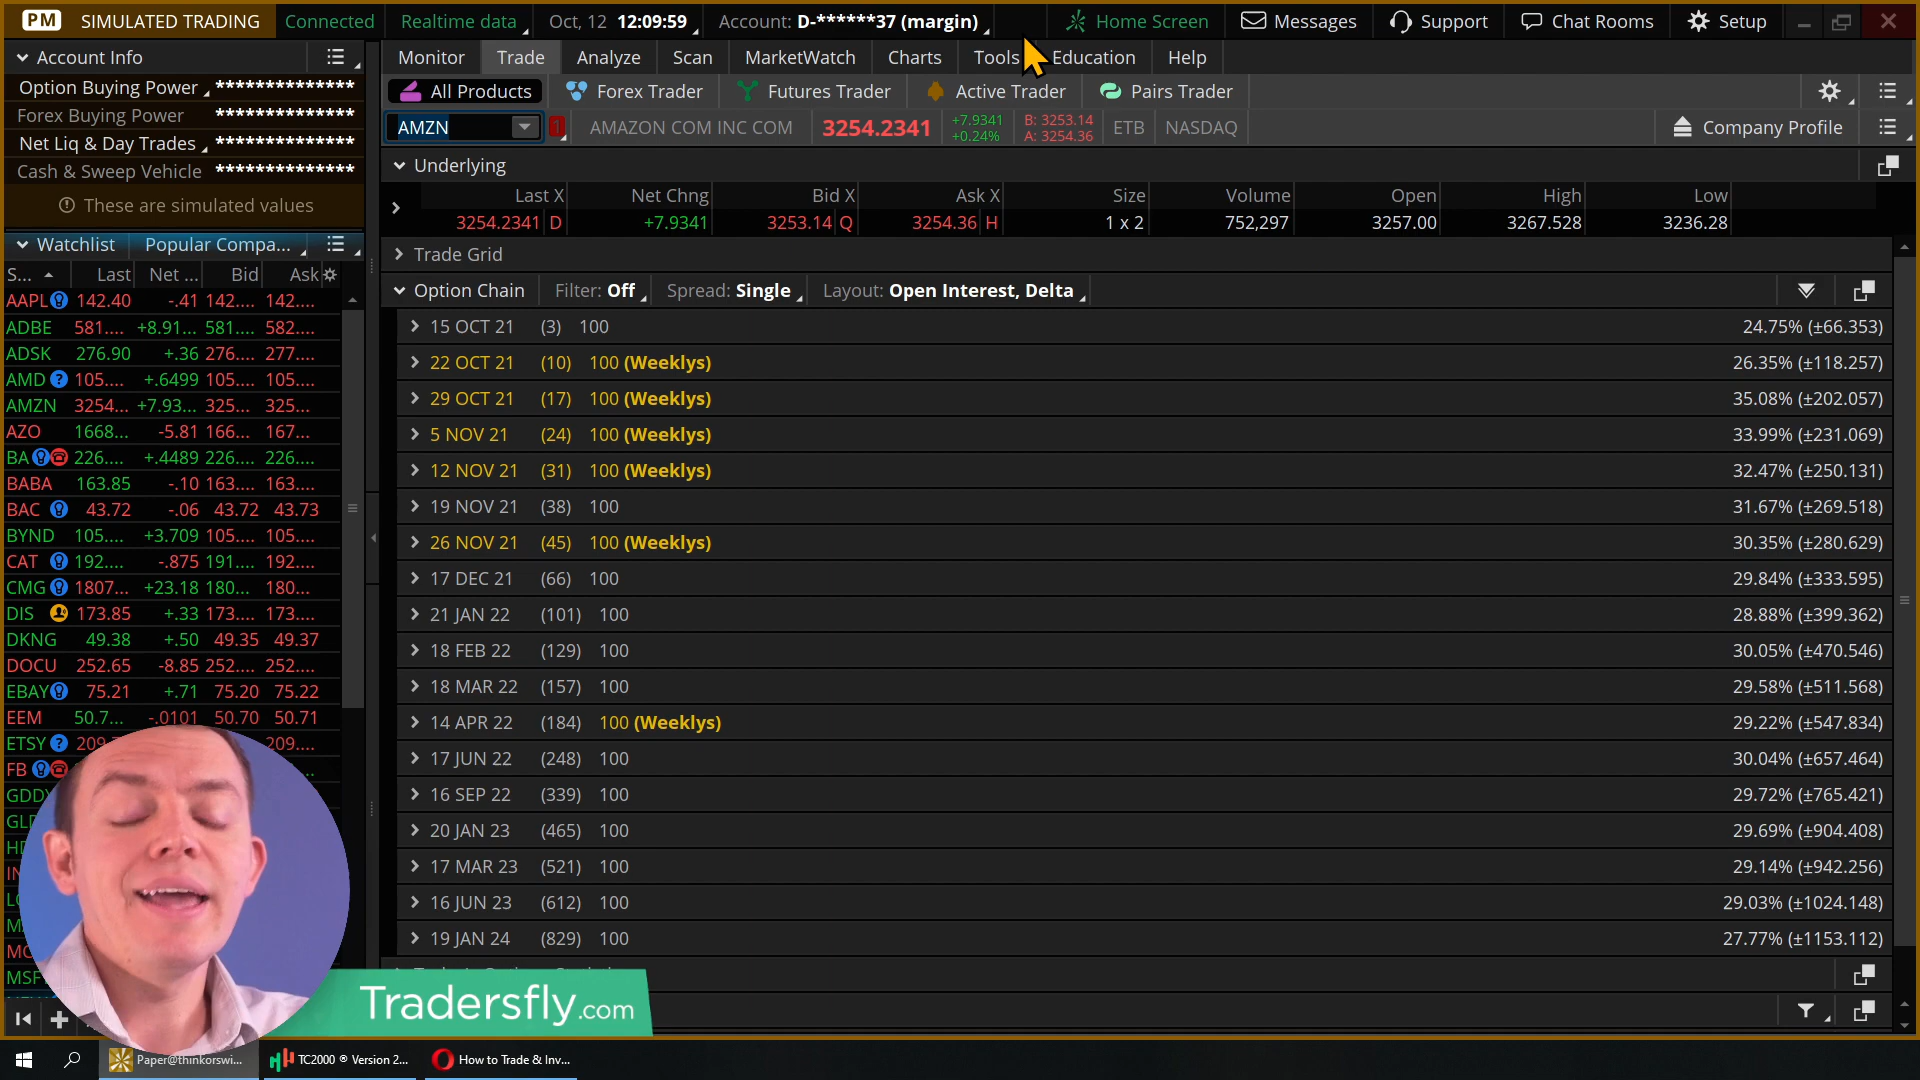 PM SIMULATED TRADING Connected Realtime data Oct, 12 12:09:59 Account: D-******37 (margin) Home Screen Messages Support Chat Rooms Setup
Account Info
Option Buying Power **************
Forex Buying Power **************
Net Liq & Day Trades **************
Cash & Sweep Vehicle **************
These are simulated values
Watchlist Popular Compa...
S... Last Net ... Bid Ask
AAPL 142.40 -.41 142.... 142....
ADBE 581.... +8.91... 581.... 582....
ADSK 276.90 +.36 276.... 277....
AMD 105.... +.6499 105.... 105....
AMZN 3254... +7.93... 325... 325...
AZO 1668... -5.81 166... 167...
BA 226.... +.4489 226.... 226....
BABA 163.85 -.10 163.... 163....
BAC 43.72 -.06 43.72 43.73
BYND 105.... +3.709 105.... 105....
CAT 192.... -.875 191.... 192....
CMG 1807... +23.18 180... 180...
DIS 173.85 +.33 173.... 173....
DKNG 49.38 +.50 49.35 49.37
DOCU 252.65 -8.85 252.... 252....
EBAY 75.21 +.71 75.20 75.22
EEM 50.7... -.0101 50.70 50.71
ETSY 209.... 209....
FB
Monitor Trade Analyze Scan MarketWatch Charts Tools Education Help
All Products Forex Trader Futures Trader Active Trader Pairs Trader
AMZN 1 AMAZON COM INC COM 3254.2341 +7.9341 +0.24% B: 3253.14 A: 3254.36 ETB NASDAQ Company Profile
Underlying
Last X Net Chng Bid X Ask X Size Volume Open High Low
3254.2341 D +7.9341 3253.14 Q 3254.36 H 1 x 2 752,297 3257.00 3267.528 3236.28
Trade Grid
Option Chain Filter: Off Spread: Single Layout: Open Interest, Delta
15 OCT 21 (3) 100 24.75% (±66.353)
22 OCT 21 (10) 100 (Weeklys) 26.35% (±118.257)
29 OCT 21 (17) 100 (Weeklys) 35.08% (±202.057)
5 NOV 21 (24) 100 (Weeklys) 33.99% (±231.069)
12 NOV 21 (31) 100 (Weeklys) 32.47% (±250.131)
19 NOV 21 (38) 100 31.67% (±269.518)
26 NOV 21 (45) 100 (Weeklys) 30.35% (±280.629)
17 DEC 21 (66) 100 29.84% (±333.595)
21 JAN 22 (101) 100 28.88% (±399.362)
18 FEB 22 (129) 100 30.05% (±470.546)
18 MAR 22 (157) 100 29.58% (±511.568)
14 APR 22 (184) 100 (Weeklys) 29.22% (±547.834)
17 JUN 22 (248) 100 30.04% (±657.464)
16 SEP 22 (339) 100 29.72% (±765.421)
20 JAN 23 (465) 100 29.69% (±904.408)
17 MAR 23 (521) 100 29.14% (±942.256)
16 JUN 23 (612) 100 29.03% (±1024.148)
19 JAN 24 (829) 100 27.77% (±1153.112)
Tradersfly.com
Paper@thinkorswi... TC2000 ® Version 2... How to Trade & Inv...